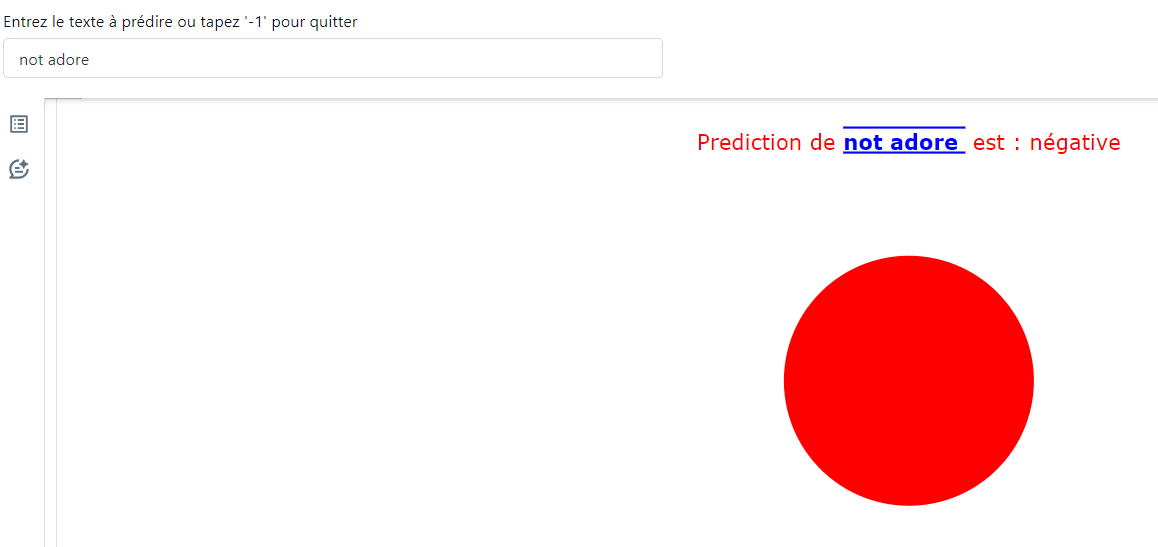 Entrez le texte à prédire ou tapez '-1' pour quitter
not adore
Prediction de not adore est : négative